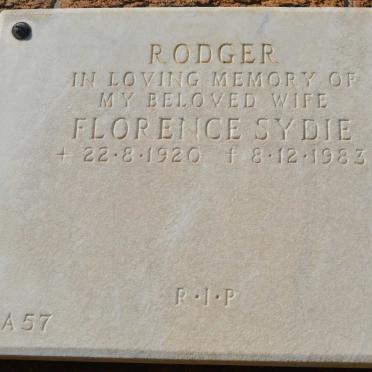 RODGER
IN LOVING MEMORY OF
MY BELOVED WIFE
FLORENCE SYDIE
+ 22·8·1920 † 8·12·1983
R·I·P
A57